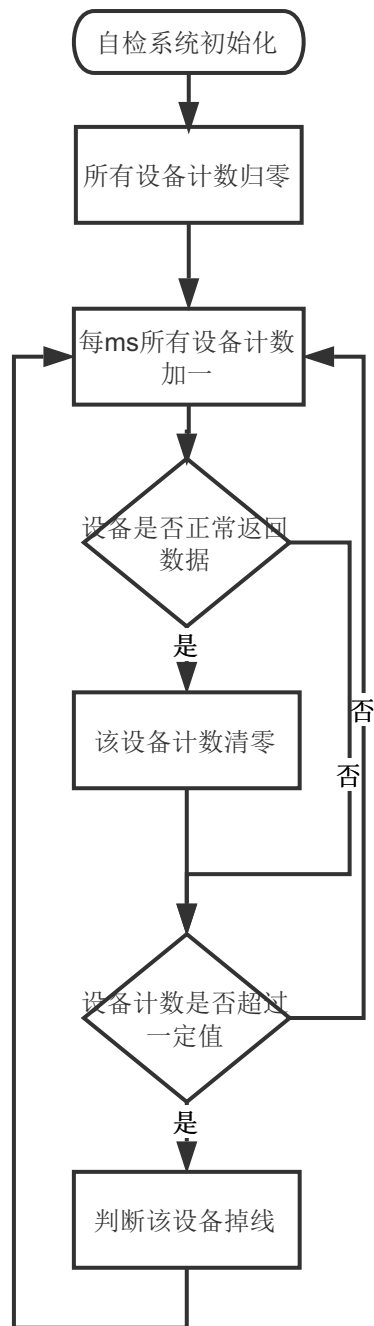 自检系统初始化
所有设备计数归零
每ms所有设备计数
加一
设备是否正常返回
数据
是
该设备计数清零
否
否
设备计数是否超过
一定值
是
判断该设备掉线